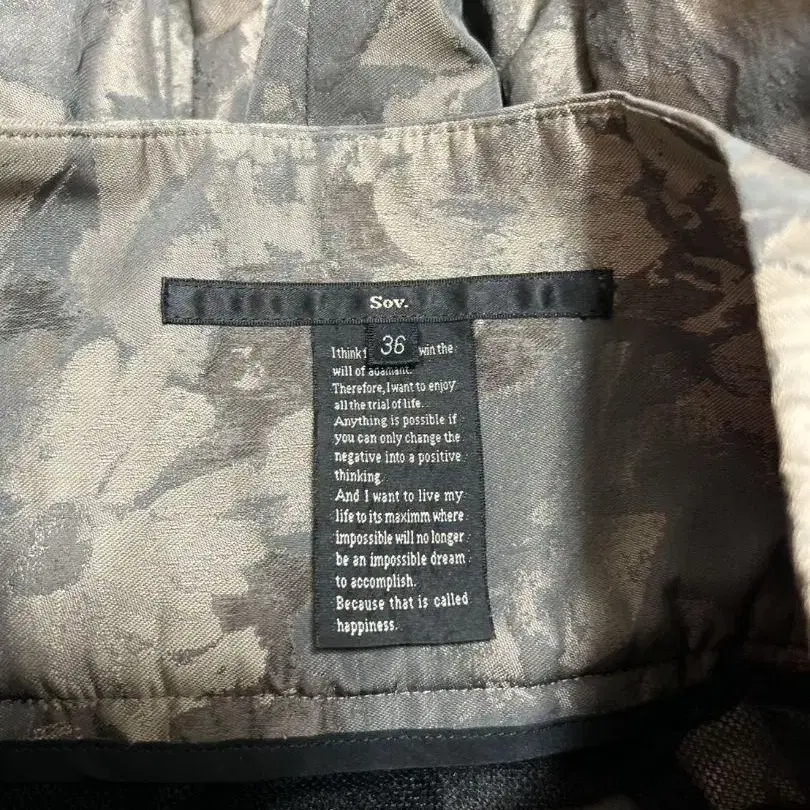 Sov.
36
I think win the
will of adamant.
Therefore, I want to enjoy
all the trial of life.
Anything is possible if
you can only change the
negative into a positive
thinking.
And I want to live my
life to its maximm where
impossible will no longer
be an impossible dream
to accomplish.
Because that is called
happiness.